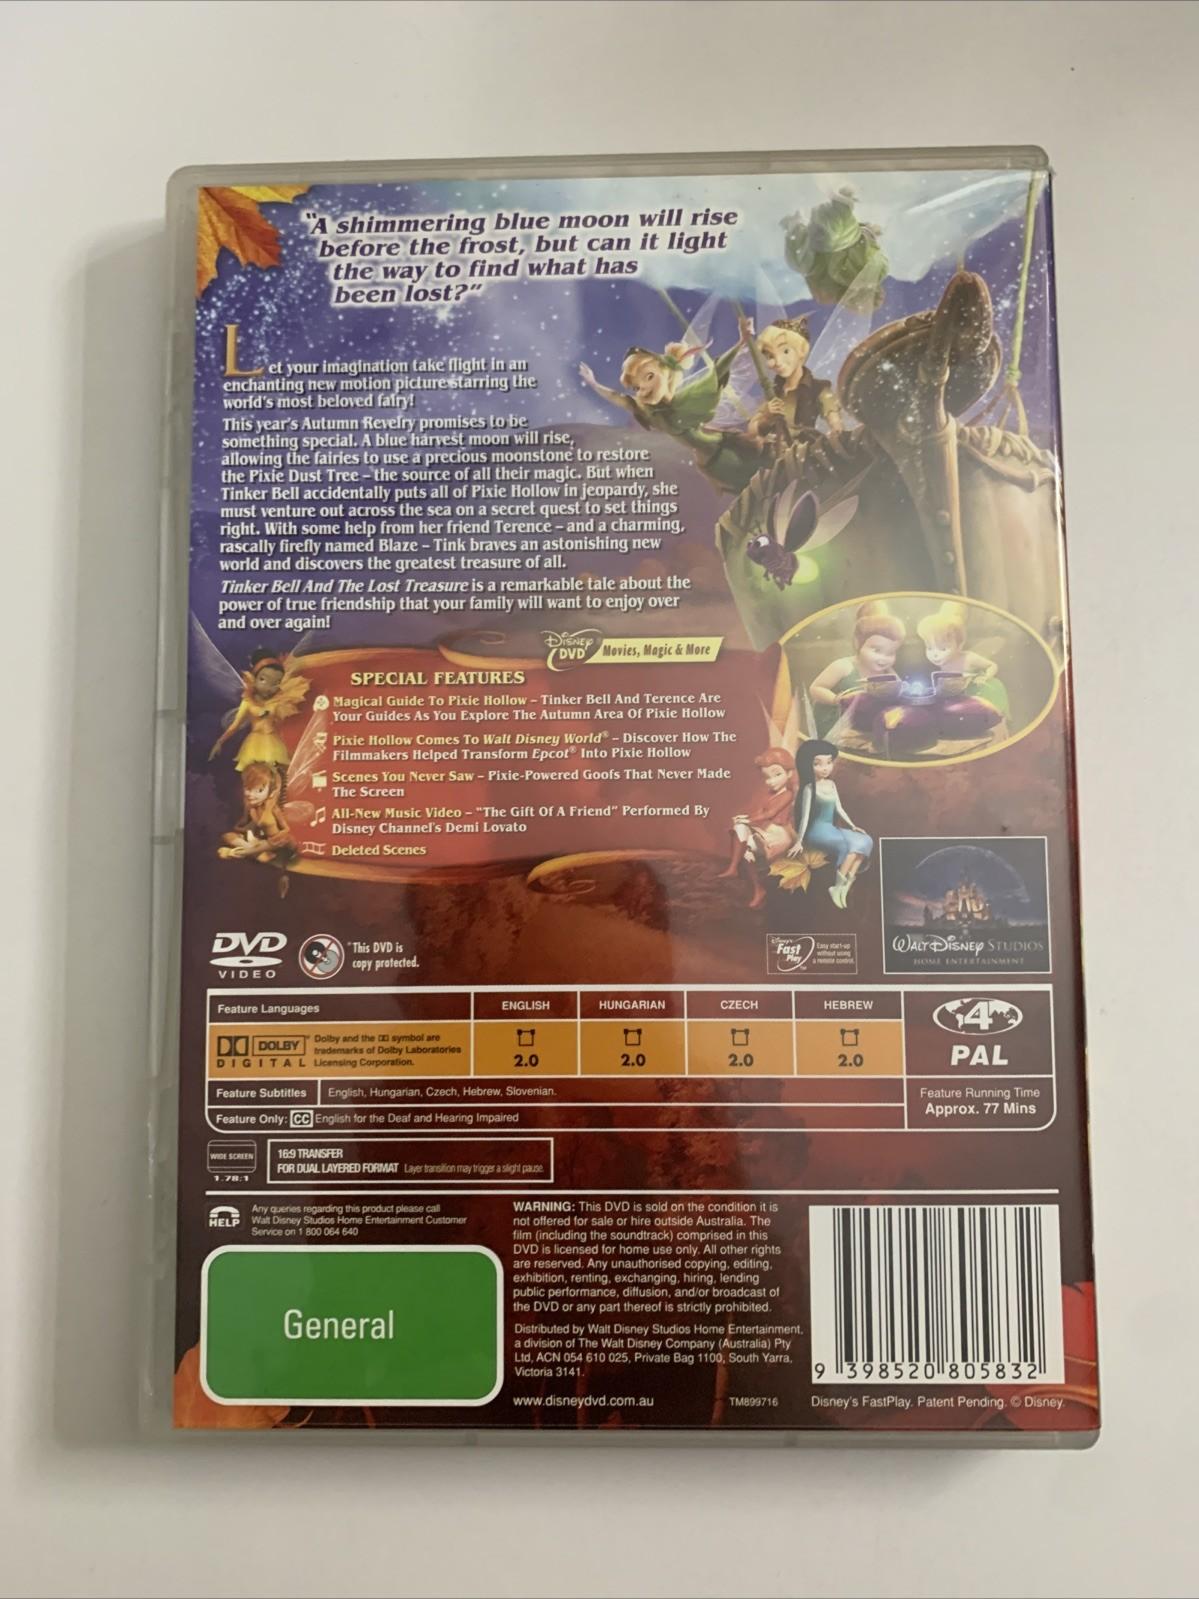 "A shimmering blue moon will rise
before the frost, but can it light
the way to find what has
been lost?"
Let your imagination take flight in an
enchanting new motion picture starring the
world's most beloved fairy!
This year's Autumn Revelry promises to be
something special. A blue harvest moon will rise,
allowing the fairies to use a precious moonstone to restore
the Pixie Dust Tree – the source of all their magic. But when
Tinker Bell accidentally puts all of Pixie Hollow in jeopardy, she
must venture out across the sea on a secret quest to set things
right. With some help from her friend Terence – and a charming,
rascally firefly named Blaze – Tink braves an astonishing new
world and discovers the greatest treasure of all.
Tinker Bell And The Lost Treasure is a remarkable tale about the
power of true friendship that your family will want to enjoy over
and over again!
Disney DVD Movies, Magic & More
SPECIAL FEATURES
Magical Guide To Pixie Hollow – Tinker Bell And Terence Are
Your Guides As You Explore The Autumn Area Of Pixie Hollow
Pixie Hollow Comes To Walt Disney World® – Discover How The
Filmmakers Helped Transform Epcot® Into Pixie Hollow
Scenes You Never Saw – Pixie-Powered Goofs That Never Made
The Screen
All-New Music Video – "The Gift Of A Friend" Performed By
Disney Channel's Demi Lovato
Deleted Scenes
DVD
VIDEO
This DVD is
copy protected.
Disney's
Fast
Play
TM
Easy start-up
without using
a remote control.
WALT DISNEY STUDIOS
HOME ENTERTAINMENT
Feature Languages ENGLISH HUNGARIAN CZECH HEBREW
DOLBY
DIGITAL
Dolby and the DD symbol are
trademarks of Dolby Laboratories
Licensing Corporation.
2.0 2.0 2.0 2.0
4
PAL
Feature Subtitles English, Hungarian, Czech, Hebrew, Slovenian.
Feature Only: CC English for the Deaf and Hearing Impaired
Feature Running Time
Approx. 77 Mins
WIDE SCREEN
1.78:1
16:9 TRANSFER
FOR DUAL LAYERED FORMAT Layer transition may trigger a slight pause.
HELP
Any queries regarding this product please call
Walt Disney Studios Home Entertainment Customer
Service on 1 800 064 640
General
WARNING: This DVD is sold on the condition it is
not offered for sale or hire outside Australia. The
film (including the soundtrack) comprised in this
DVD is licensed for home use only. All other rights
are reserved. Any unauthorised copying, editing,
exhibition, renting, exchanging, hiring, lending
public performance, diffusion, and/or broadcast of
the DVD or any part thereof is strictly prohibited.
Distributed by Walt Disney Studios Home Entertainment,
a division of The Walt Disney Company (Australia) Pty
Ltd, ACN 054 610 025, Private Bag 1100, South Yarra,
Victoria 3141.
www.disneydvd.com.au TM899716
9 398520 805832
Disney's FastPlay. Patent Pending. © Disney.